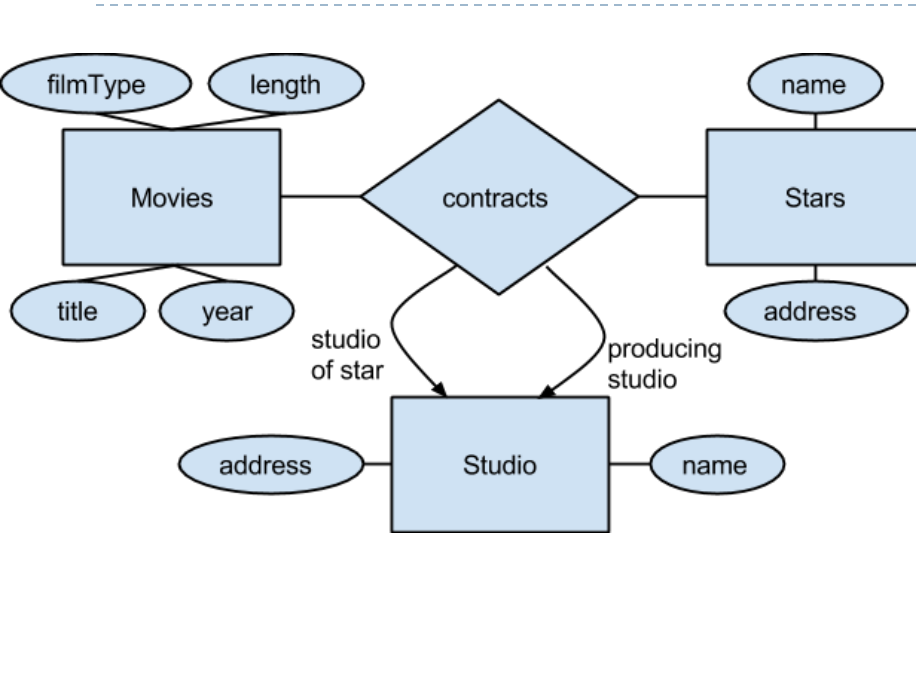 filmType
length
name
Movies
contracts
Stars
title
year
address
studio
of star
producing
studio
address
Studio
name